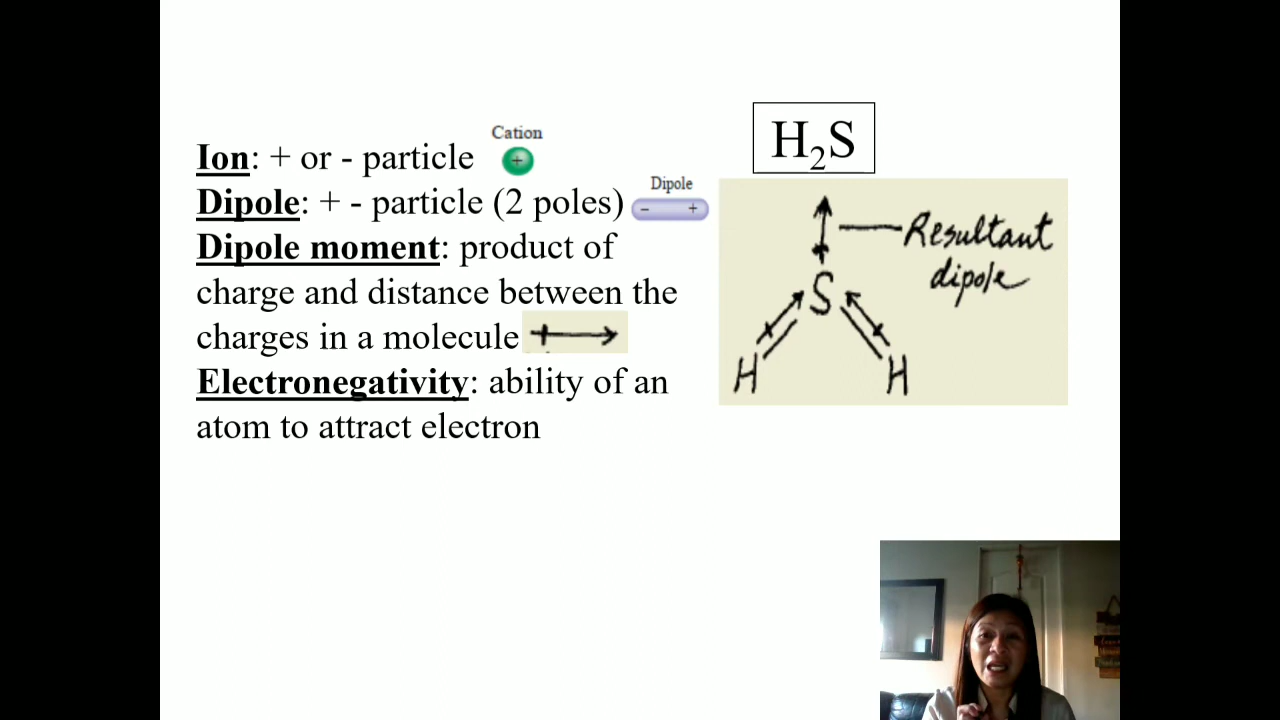 Cation
Ion: + or - particle +
Dipole
Dipole: + - particle (2 poles) - +
Dipole moment: product of
charge and distance between the
charges in a molecule
Electronegativity: ability of an
atom to attract electron
H₂S
Resultant
dipole
S
H H